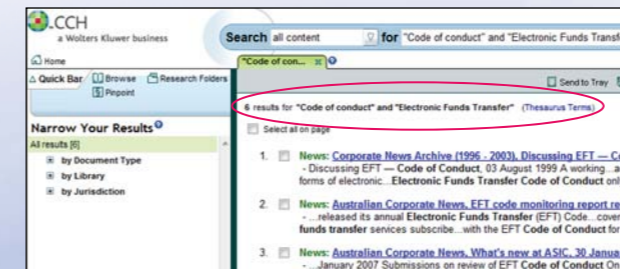 CCH
a Wolters Kluwer business
Search all content for "Code of conduct" and "Electronic Funds Transf
Home
"Code of con...
Quick Bar Browse Research Folders
Pinpoint
Send to Tray
6 results for "Code of conduct" and "Electronic Funds Transfer" (Thesaurus Terms)
Select all on page
Narrow Your Results
All results [6]
by Document Type
by Library
by Jurisdiction
1. News: Corporate News Archive (1996 - 2003), Discussing EFT — C
- Discussing EFT — Code of Conduct, 03 August 1999 A working...a
forms of electronic...Electronic Funds Transfer Code of Conduct onl
2. News: Australian Corporate News, EFT code monitoring report re
- ...released its annual Electronic Funds Transfer (EFT) Code...cover
funds transfer services subscribe...with the EFT Code of Conduct for
3. News: Australian Corporate News, What's new at ASIC, 30 Janua
- ...January 2007 Submissions on review of EFT Code of Conduct On